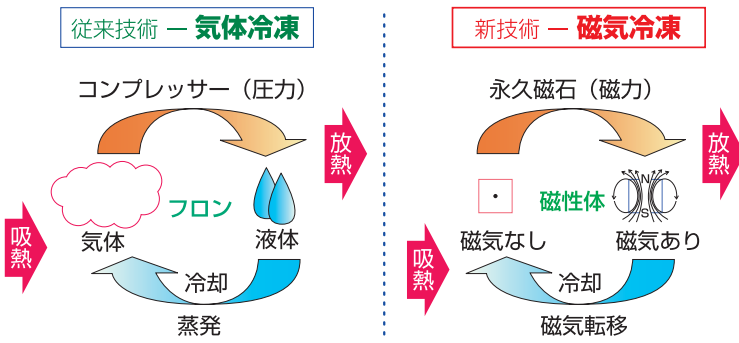 従来技術 ― 気体冷凍
コンプレッサー（圧力）
放熱
フロン
気体
液体
吸熱
冷却
蒸発
新技術 ― 磁気冷凍
永久磁石（磁力）
放熱
N
磁性体
S
磁気なし
磁気あり
吸熱
冷却
磁気転移